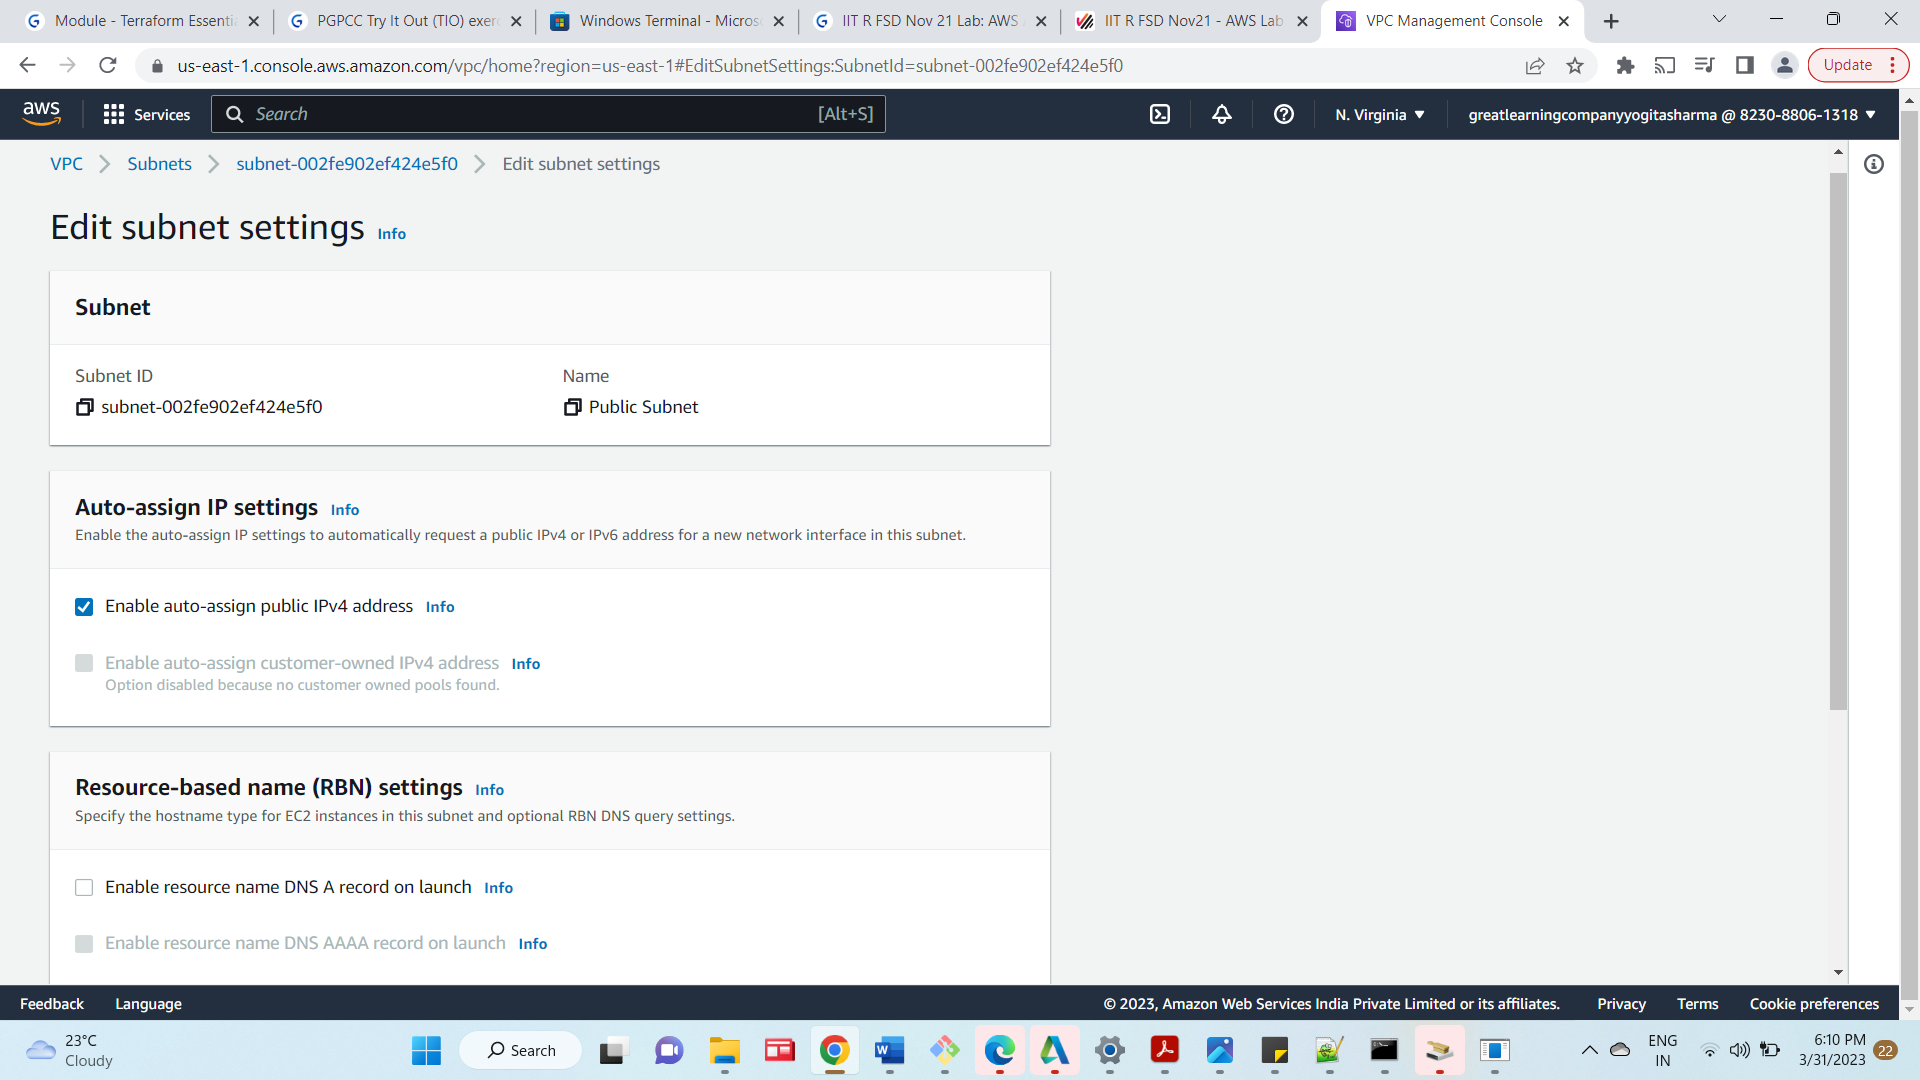 Module - Terraform Essenti
PGPCC Try It Out (TIO) exer
Windows Terminal - Micros
IIT R FSD Nov 21 Lab: AWS
IIT R FSD Nov21 - AWS Lab
VPC Management Console
us-east-1.console.aws.amazon.com/vpc/home?region=us-east-1#EditSubnetSettings:SubnetId=subnet-002fe902ef424e5f0
Update
aws
Services
Search
[Alt+S]
N. Virginia
greatlearningcompanyyogitasharma @ 8230-8806-1318
VPC
Subnets
subnet-002fe902ef424e5f0
Edit subnet settings
Edit subnet settings Info
Subnet
Subnet ID
subnet-002fe902ef424e5f0
Name
Public Subnet
Auto-assign IP settings Info
Enable the auto-assign IP settings to automatically request a public IPv4 or IPv6 address for a new network interface in this subnet.
Enable auto-assign public IPv4 address Info
Enable auto-assign customer-owned IPv4 address Info
Option disabled because no customer owned pools found.
Resource-based name (RBN) settings Info
Specify the hostname type for EC2 instances in this subnet and optional RBN DNS query settings.
Enable resource name DNS A record on launch Info
Enable resource name DNS AAAA record on launch Info
Feedback
Language
© 2023, Amazon Web Services India Private Limited or its affiliates.
Privacy
Terms
Cookie preferences
23°C
Cloudy
Search
ENG
IN
6:10 PM
3/31/2023
22